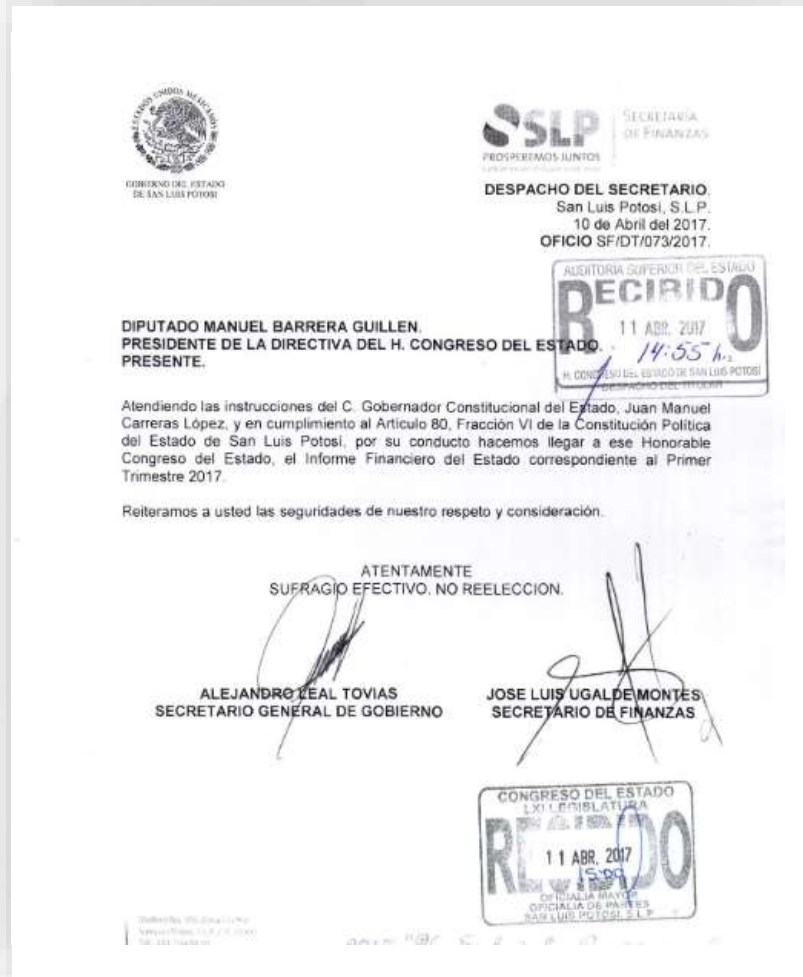 ESTADOS UNIDOS MEXICANOS
GOBIERNO DEL ESTADO
DE SAN LUIS POTOSI
SLP
PROSPEREMOS JUNTOS
SECRETARÍA
DE FINANZAS
DESPACHO DEL SECRETARIO.
San Luis Potosí, S.L.P.
10 de Abril del 2017.
OFICIO SF/DT/073/2017.
AUDITORIA SUPERIOR DEL ESTADO
RECIBIDO
11 ABR. 2017
14:55 h.
H. CONGRESO DEL ESTADO DE SAN LUIS POTOSI
DESPACHO DEL TITULAR
DIPUTADO MANUEL BARRERA GUILLEN.
PRESIDENTE DE LA DIRECTIVA DEL H. CONGRESO DEL ESTADO.
PRESENTE.
Atendiendo las instrucciones del C. Gobernador Constitucional del Estado, Juan Manuel
Carreras López, y en cumplimiento al Articulo 80, Fracción VI de la Constitución Política
del Estado de San Luis Potosí, por su conducto hacemos llegar a ese Honorable
Congreso del Estado, el Informe Financiero del Estado correspondiente al Primer
Trimestre 2017.
Reiteramos a usted las seguridades de nuestro respeto y consideración.
ATENTAMENTE
SUFRAGIO EFECTIVO. NO REELECCION.
ALEJANDRO LEAL TOVIAS
SECRETARIO GENERAL DE GOBIERNO
JOSE LUIS UGALDE MONTES
SECRETARIO DE FINANZAS
CONGRESO DEL ESTADO
LXI LEGISLATURA
RECIBIDO
11 ABR. 2017
15:00
OFICIALIA MAYOR
OFICIALIA DE PARTES
SAN LUIS POTOSI, S.L.P.